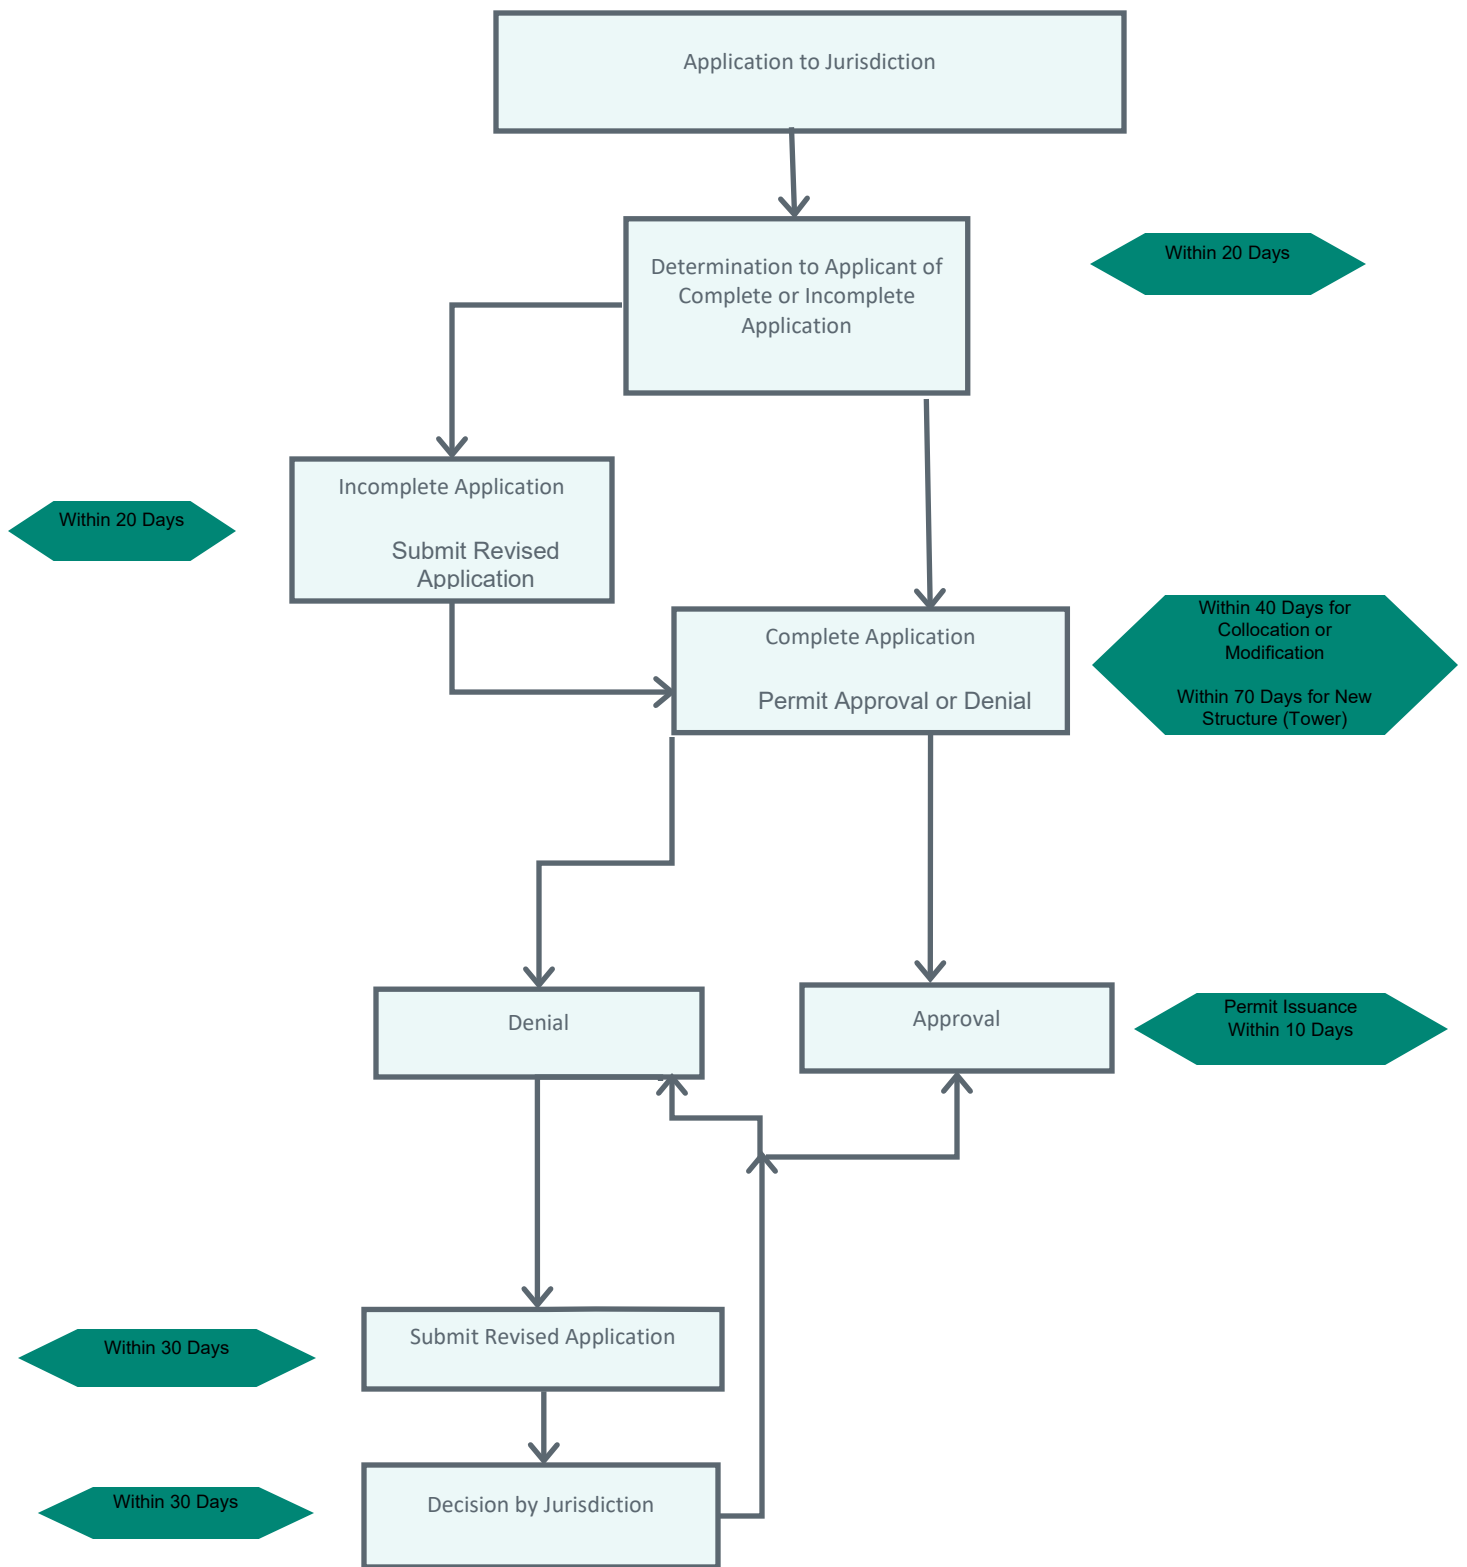 Application to Jurisdiction
Determination to Applicant of
Complete or Incomplete
Application
Within 20 Days
Incomplete Application
Submit Revised
Application
Within 20 Days
Complete Application
Permit Approval or Denial
Within 40 Days for
Collocation or
Modification
Within 70 Days for New
Structure (Tower)
Denial
Approval
Permit Issuance
Within 10 Days
Submit Revised Application
Within 30 Days
Decision by Jurisdiction
Within 30 Days